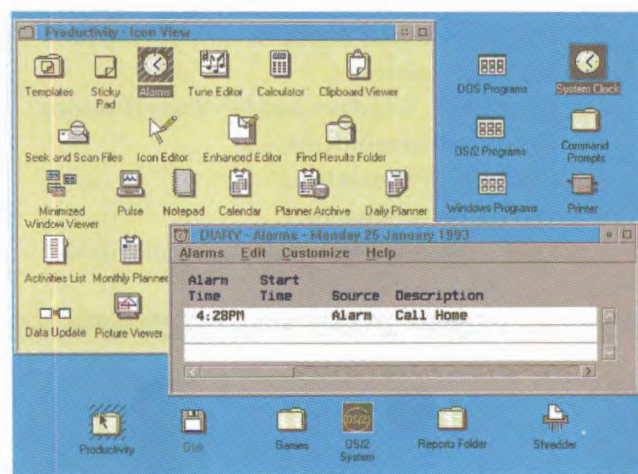 Productivity - Icon View
Templates
Sticky Pad
Alarms
Tune Editor
Calculator
Clipboard Viewer
Seek and Scan Files
Icon Editor
Enhanced Editor
Find Results Folder
Minimized Window Viewer
Pulse
Notepad
Calendar
Planner Archive
Daily Planner
Activities List
Monthly Planner
Data Update
Picture Viewer
DOS Programs
System Clock
OS/2 Programs
Command Prompts
Windows Programs
Printer
DIARY - Alarms - Monday 25 January 1993
Alarms Edit Customize Help
Alarm Start
Time Time Source Description
4:28PM Alarm Call Home
Productivity
Disk
Games
OS/2
OS/2 System
Reports Folder
Shredder